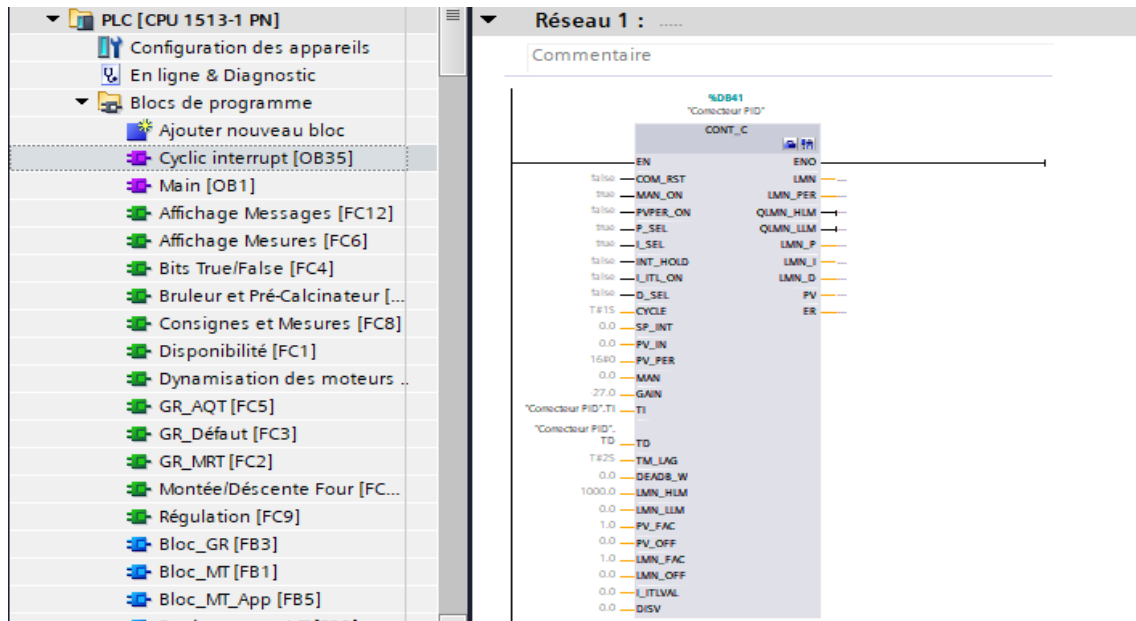 PLC [CPU 1513-1 PN]
Configuration des appareils
En ligne & Diagnostic
Blocs de programme
Ajouter nouveau bloc
Cyclic interrupt [OB35]
Main [OB1]
Affichage Messages [FC12]
Affichage Mesures [FC6]
Bits True/False [FC4]
Bruleur et Pré-Calcinateur [...
Consignes et Mesures [FC8]
Disponibilité [FC1]
Dynamisation des moteurs ..
GR_AQT [FC5]
GR_Défaut [FC3]
GR_MRT [FC2]
Montée/Déscente Four [FC...
Régulation [FC9]
Bloc_GR [FB3]
Bloc_MT [FB1]
Bloc_MT_App [FB5]
Réseau 1 : .....
Commentaire
%DB41
"Correcteur PID"
CONT_C
EN ENO
false COM_RST LMN ...
true MAN_ON LMN_PER ...
false PVPER_ON QLMN_HLM ...
true P_SEL QLMN_LLM ...
true I_SEL LMN_P ...
false INT_HOLD LMN_I ...
false I_ITL_ON LMN_D ...
false D_SEL PV ...
T#1S CYCLE ER ...
0.0 SP_INT
0.0 PV_IN
16#0 PV_PER
0.0 MAN
-27.0 GAIN
"Correcteur PID".TI TI
"Correcteur PID".
TD TD
T#2S TM_LAG
0.0 DEADB_W
1000.0 LMN_HLM
0.0 LMN_LLM
1.0 PV_FAC
0.0 PV_OFF
1.0 LMN_FAC
0.0 LMN_OFF
0.0 I_ITLVAL
0.0 DISV